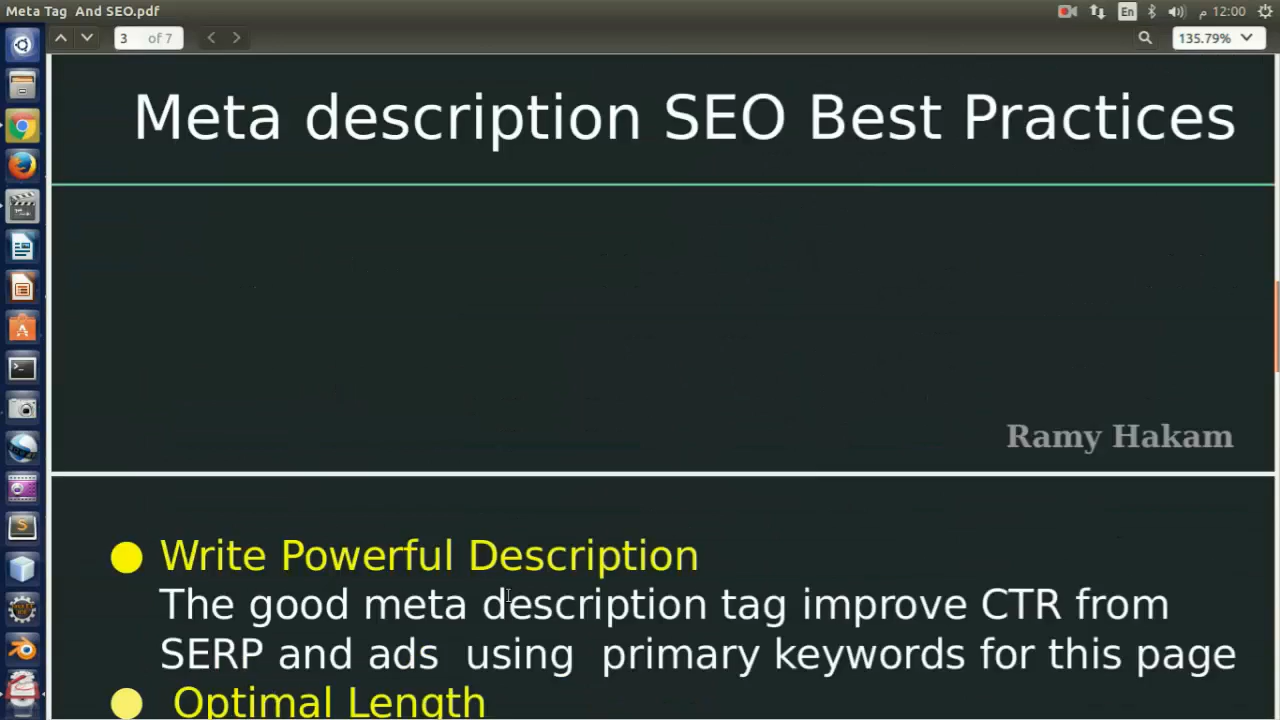 Meta Tag And SEO.pdf
En
م 12:00
3 of 7
135.79%
Meta description SEO Best Practices
Ramy Hakam
Write Powerful Description
The good meta description tag improve CTR from
SERP and ads using primary keywords for this page
Optimal Length